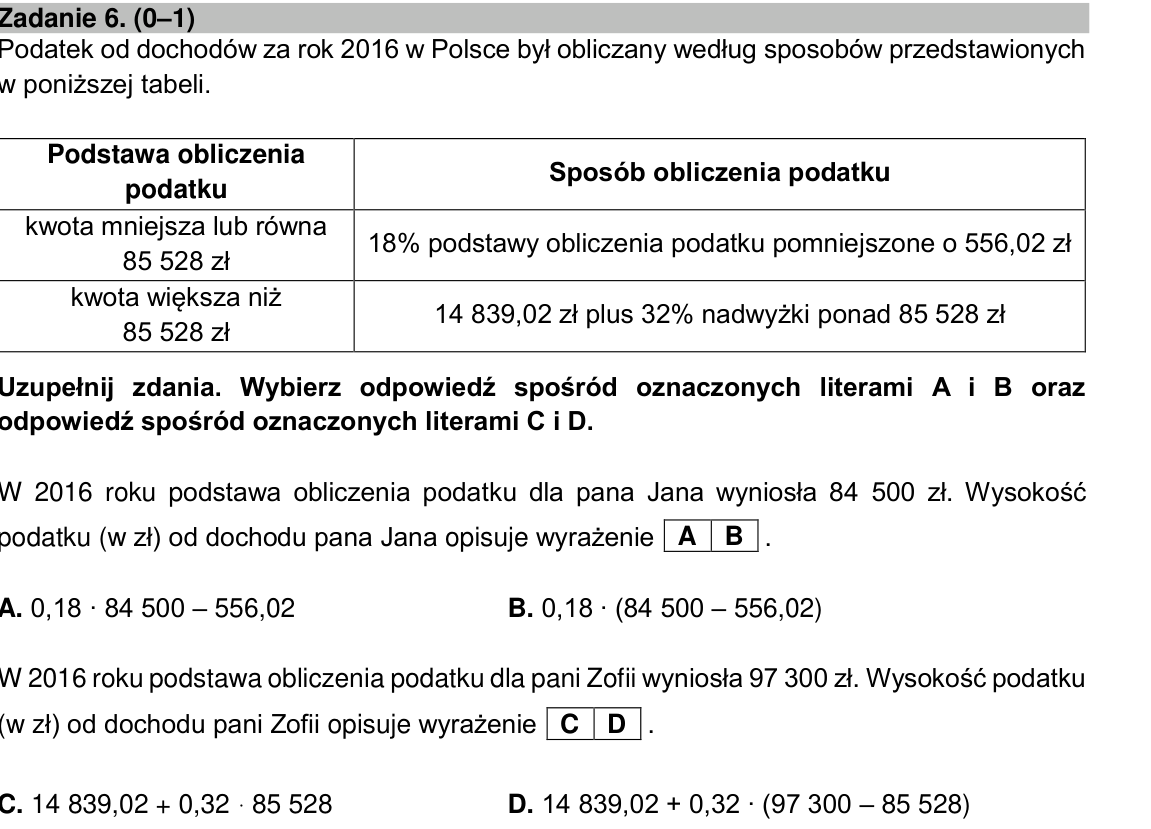 Zadanie 6. (0–1)
Podatek od dochodów za rok 2016 w Polsce był obliczany według sposobów przedstawionych
w poniższej tabeli.
Podstawa obliczenia
podatku
Sposób obliczenia podatku
kwota mniejsza lub równa
85 528 zł
18% podstawy obliczenia podatku pomniejszone o 556,02 zł
kwota większa niż
85 528 zł
14 839,02 zł plus 32% nadwyżki ponad 85 528 zł
Uzupełnij zdania. Wybierz odpowiedź spośród oznaczonych literami A i B oraz
odpowiedź spośród oznaczonych literami C i D.
W 2016 roku podstawa obliczenia podatku dla pana Jana wyniosła 84 500 zł. Wysokość
podatku (w zł) od dochodu pana Jana opisuje wyrażenie A B .
A. 0,18 · 84 500 – 556,02 B. 0,18 · (84 500 – 556,02)
W 2016 roku podstawa obliczenia podatku dla pani Zofii wyniosła 97 300 zł. Wysokość podatku
(w zł) od dochodu pani Zofii opisuje wyrażenie C D .
C. 14 839,02 + 0,32 · 85 528 D. 14 839,02 + 0,32 · (97 300 – 85 528)